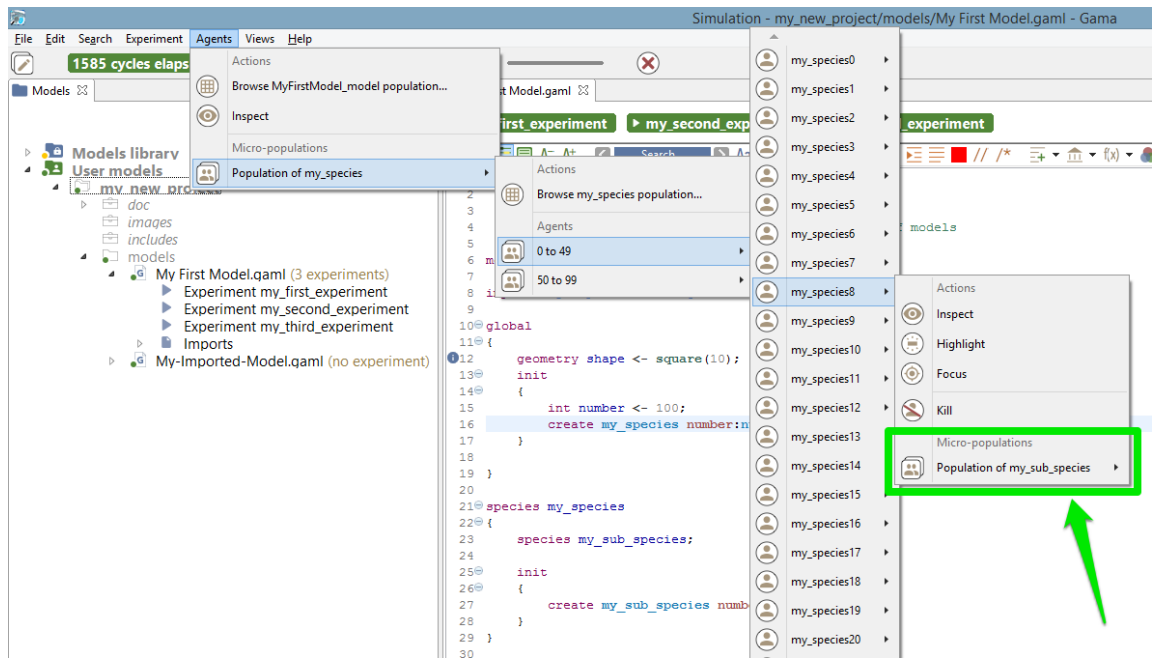 Simulation - my_new_project/models/My First Model.gaml - Gama
File Edit Search Experiment Agents Views Help
1585 cycles elaps
Models
Models library
User models
my new pro
doc
images
includes
models
My First Model.gaml (3 experiments)
Experiment my_first_experiment
Experiment my_second_experiment
Experiment my_third_experiment
Imports
My-Imported-Model.gaml (no experiment)
Actions
Browse MyFirstModel_model population...
Inspect
Micro-populations
Population of my_species
Actions
Browse my_species population...
Agents
0 to 49
50 to 99
my_species0
my_species1
my_species2
my_species3
my_species4
my_species5
my_species6
my_species7
my_species8
my_species9
my_species10
my_species11
my_species12
my_species13
my_species14
my_species15
my_species16
my_species17
my_species18
my_species19
my_species20
Actions
Inspect
Highlight
Focus
Kill
Micro-populations
Population of my_sub_species
st Model.gaml
first_experiment my_second_exp _experiment
A- A+ Search // /* f(x)
2
3
4 models
5
6 m
7
8
9
10 global
11 {
12 geometry shape <- square(10);
13 init
14 {
15 int number <- 100;
16 create my_species number:n
17 }
18
19 }
20
21 species my_species
22 {
23 species my_sub_species;
24
25 init
26 {
27 create my_sub_species numb
28 }
29 }
30